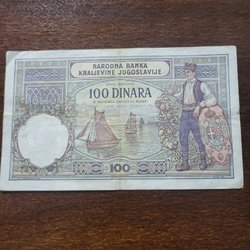 NARODNA BANKA
KRALJEVINE JUGOSLAVIJE
100 DINARA
100